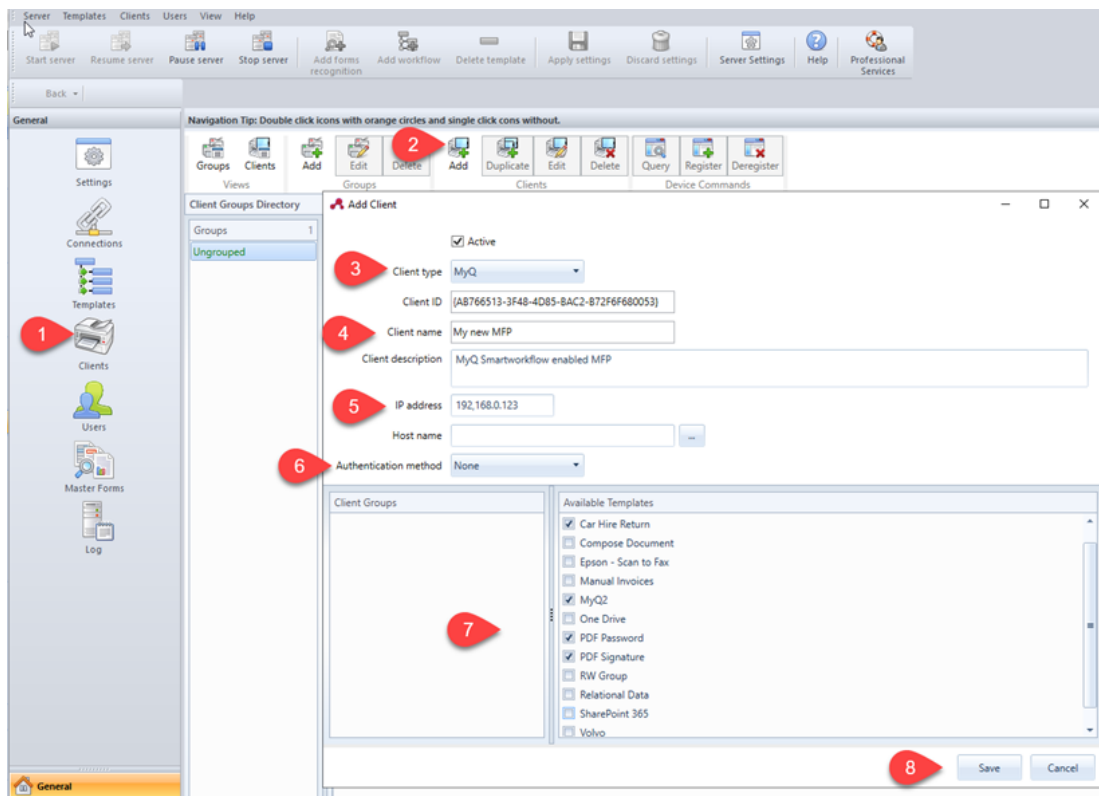 Server Templates Clients Users View Help
Start server Resume server Pause server Stop server Add forms recognition Add workflow Delete template Apply settings Discard settings Server Settings Help Professional Services
Back
General
Navigation Tip: Double click icons with orange circles and single click cons without.
Groups Clients Add Edit Delete Add Duplicate Edit Delete Query Register Deregister
Views Groups Clients Device Commands
2
Settings
Connections
Templates
1
Clients
Users
Master Forms
Log
General
Client Groups Directory
Groups 1
Ungrouped
Add Client
Active
3 Client type MyQ
Client ID {AB766513-3F48-4D85-BAC2-B72F6F680053}
4 Client name My new MFP
Client description MyQ Smartworkflow enabled MFP
5 IP address 192,168.0.123
Host name ...
6 Authentication method None
Client Groups
7
Available Templates
Car Hire Return
Compose Document
Epson - Scan to Fax
Manual Invoices
MyQ2
One Drive
PDF Password
PDF Signature
RW Group
Relational Data
SharePoint 365
Volvo
8 Save Cancel